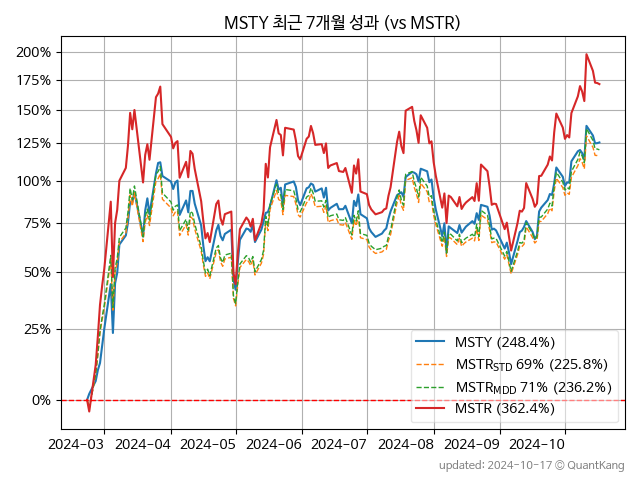 MSTY 최근 7개월 성과 (vs MSTR)
200%
175%
150%
125%
100%
75%
50%
25%
0%
MSTY (248.4%)
MSTR_STD 69% (225.8%)
MSTR_MDD 71% (236.2%)
MSTR (362.4%)
2024-03 2024-04 2024-05 2024-06 2024-07 2024-08 2024-09 2024-10
updated: 2024-10-17 © QuantKang